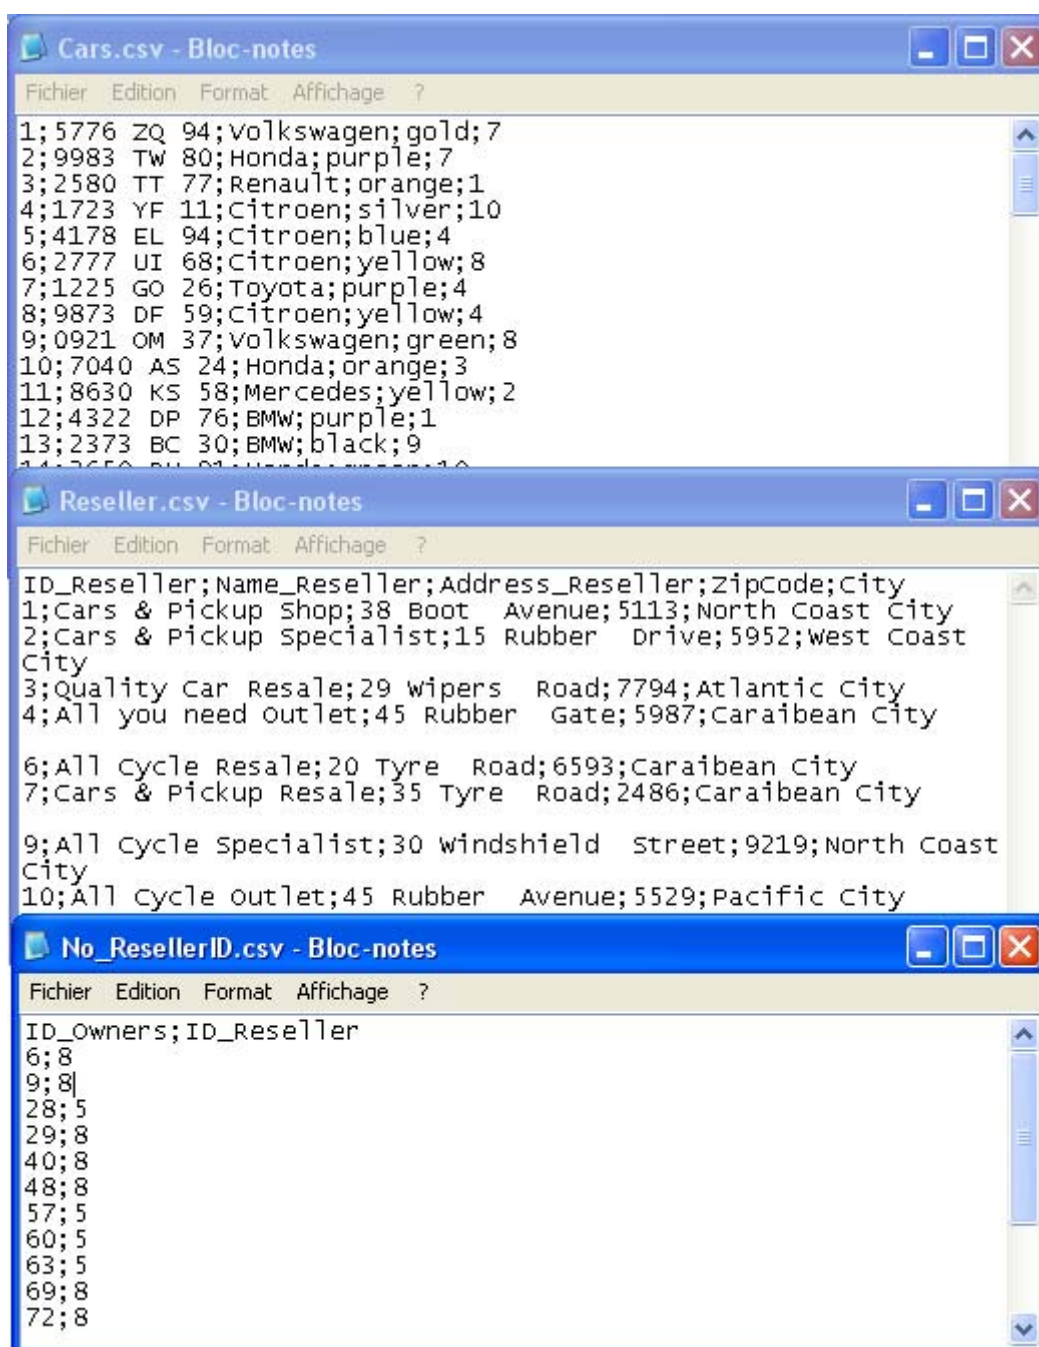 Cars.csv - Bloc-notes
Fichier Edition Format Affichage ?
1;5776 ZQ 94;Volkswagen;gold;7
2;9983 TW 80;Honda;purple;7
3;2580 TT 77;Renault;orange;1
4;1723 YF 11;Citroen;silver;10
5;4178 EL 94;Citroen;blue;4
6;2777 UI 68;Citroen;yellow;8
7;1225 GO 26;Toyota;purple;4
8;9873 DF 59;Citroen;yellow;4
9;0921 OM 37;Volkswagen;green;8
10;7040 AS 24;Honda;orange;3
11;8630 KS 58;Mercedes;yellow;2
12;4322 DP 76;BMW;purple;1
13;2373 BC 30;BMW;black;9
Reseller.csv - Bloc-notes
Fichier Edition Format Affichage ?
ID_Reseller;Name_Reseller;Address_Reseller;ZipCode;City
1;Cars & Pickup Shop;38 Boot  Avenue;5113;North Coast City
2;Cars & Pickup Specialist;15 Rubber  Drive;5952;West Coast
City
3;Quality Car Resale;29 Wipers  Road;7794;Atlantic City
4;All you need Outlet;45 Rubber  Gate;5987;Caraibean City
6;All Cycle Resale;20 Tyre  Road;6593;Caraibean City
7;Cars & Pickup Resale;35 Tyre  Road;2486;Caraibean City
9;All Cycle Specialist;30 Windshield  Street;9219;North Coast
City
10;All Cycle Outlet;45 Rubber  Avenue;5529;Pacific City
No_ResellerID.csv - Bloc-notes
Fichier Edition Format Affichage ?
ID_Owners;ID_Reseller
6;8
9;8
28;5
29;8
40;8
48;8
57;5
60;5
63;5
69;8
72;8